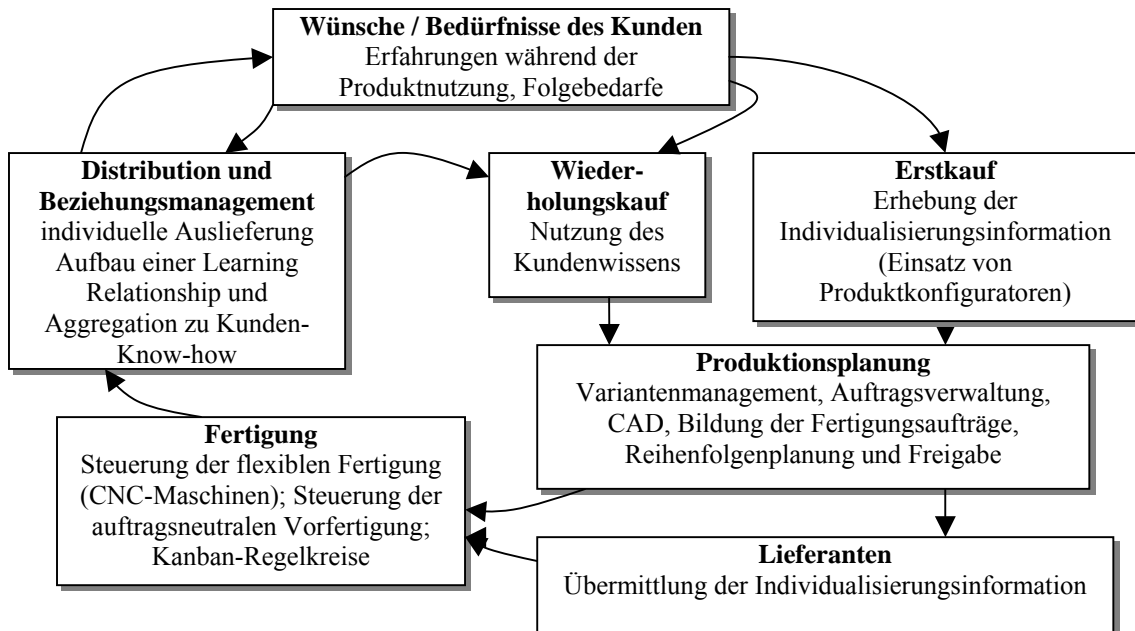 Wünsche / Bedürfnisse des Kunden
Erfahrungen während der
Produktnutzung, Folgebedarfe
Distribution und
Beziehungsmanagement
individuelle Auslieferung
Aufbau einer Learning
Relationship und
Aggregation zu Kunden-
Know-how
Wieder-
holungskauf
Nutzung des
Kundenwissens
Erstkauf
Erhebung der
Individualisierungsinformation
(Einsatz von
Produktkonfiguratoren)
Produktionsplanung
Variantenmanagement, Auftragsverwaltung,
CAD, Bildung der Fertigungsaufträge,
Reihenfolgenplanung und Freigabe
Fertigung
Steuerung der flexiblen Fertigung
(CNC-Maschinen); Steuerung der
auftragsneutralen Vorfertigung;
Kanban-Regelkreise
Lieferanten
Übermittlung der Individualisierungsinformation